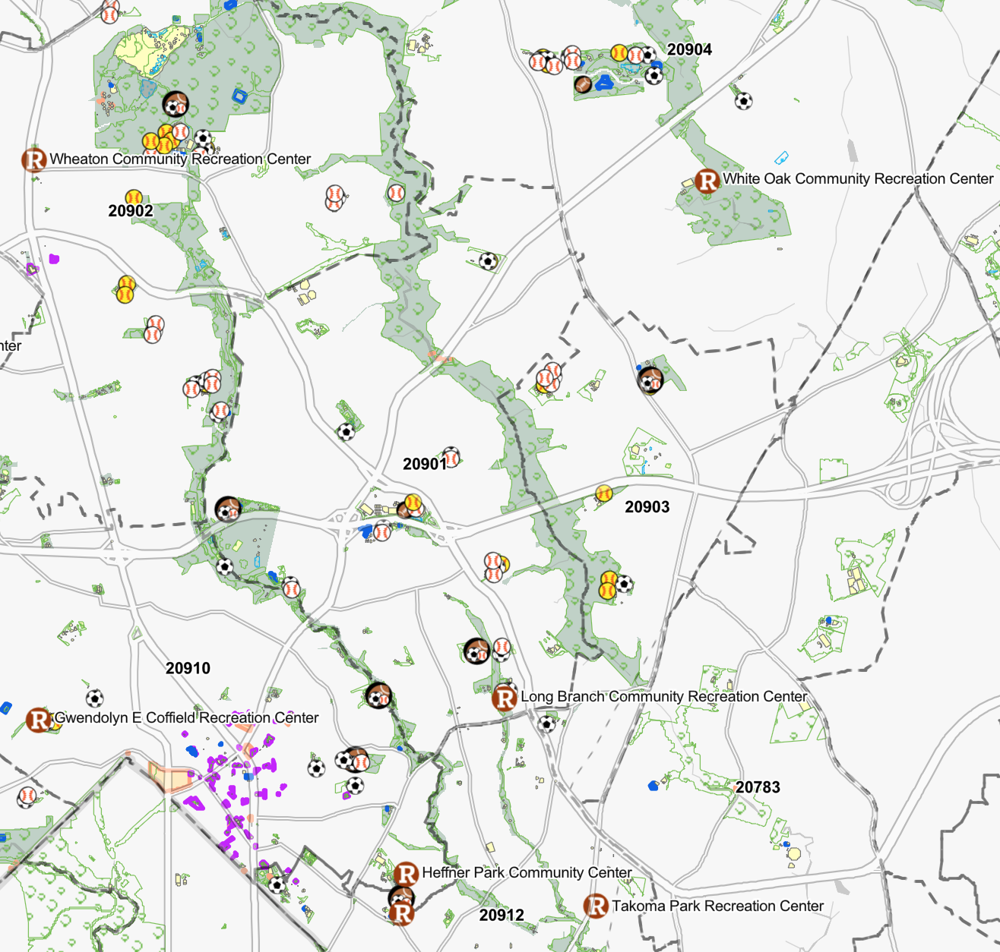 20904
R Wheaton Community Recreation Center
R White Oak Community Recreation Center
20902
nter
20901
20903
20910
R Long Branch Community Recreation Center
R Gwendolyn E Coffield Recreation Center
20783
R Heffner Park Community Center
R
R Takoma Park Recreation Center
20912